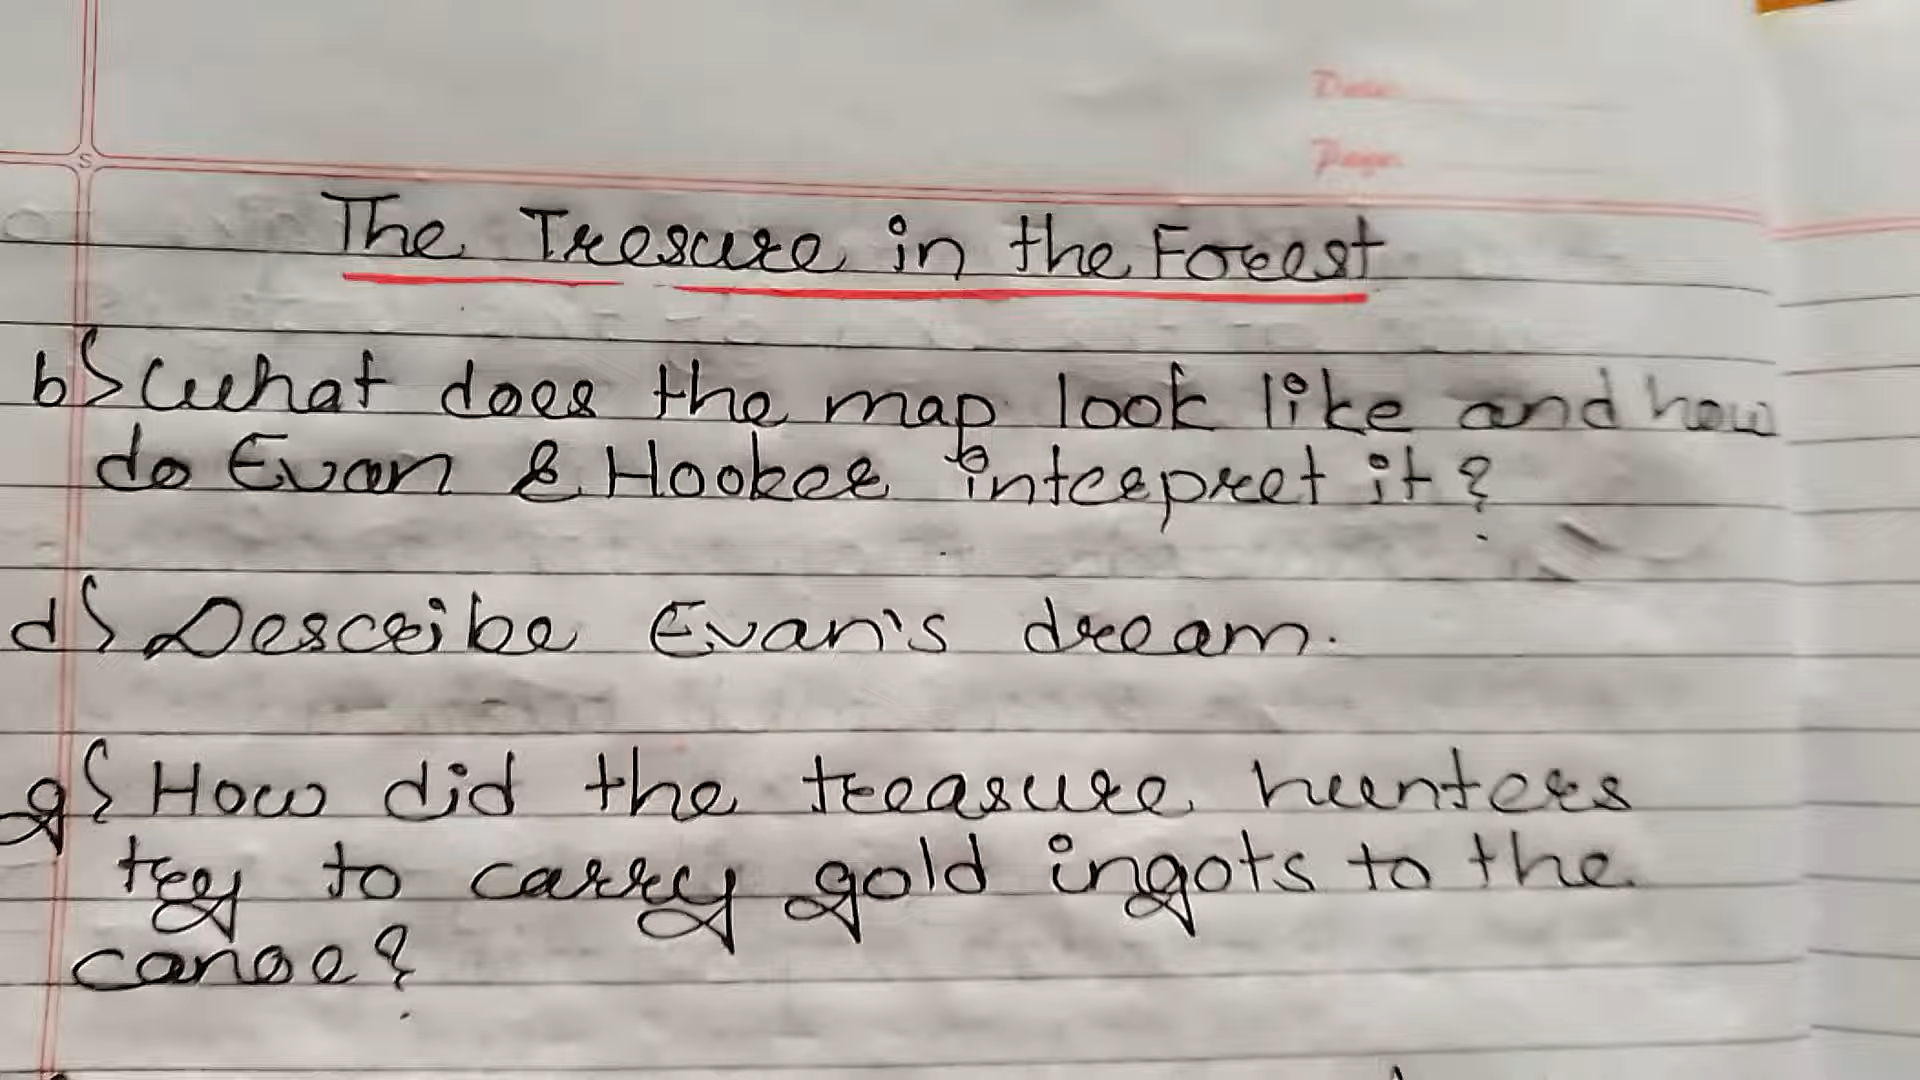 Date
Page
S
The Tresure in the Forest
b) What does the map look like and how
do Evan & Hooker interpret it?
d) Describe Evan's dream.
g) How did the treasure hunters
try to carry gold ingots to the
canoe?